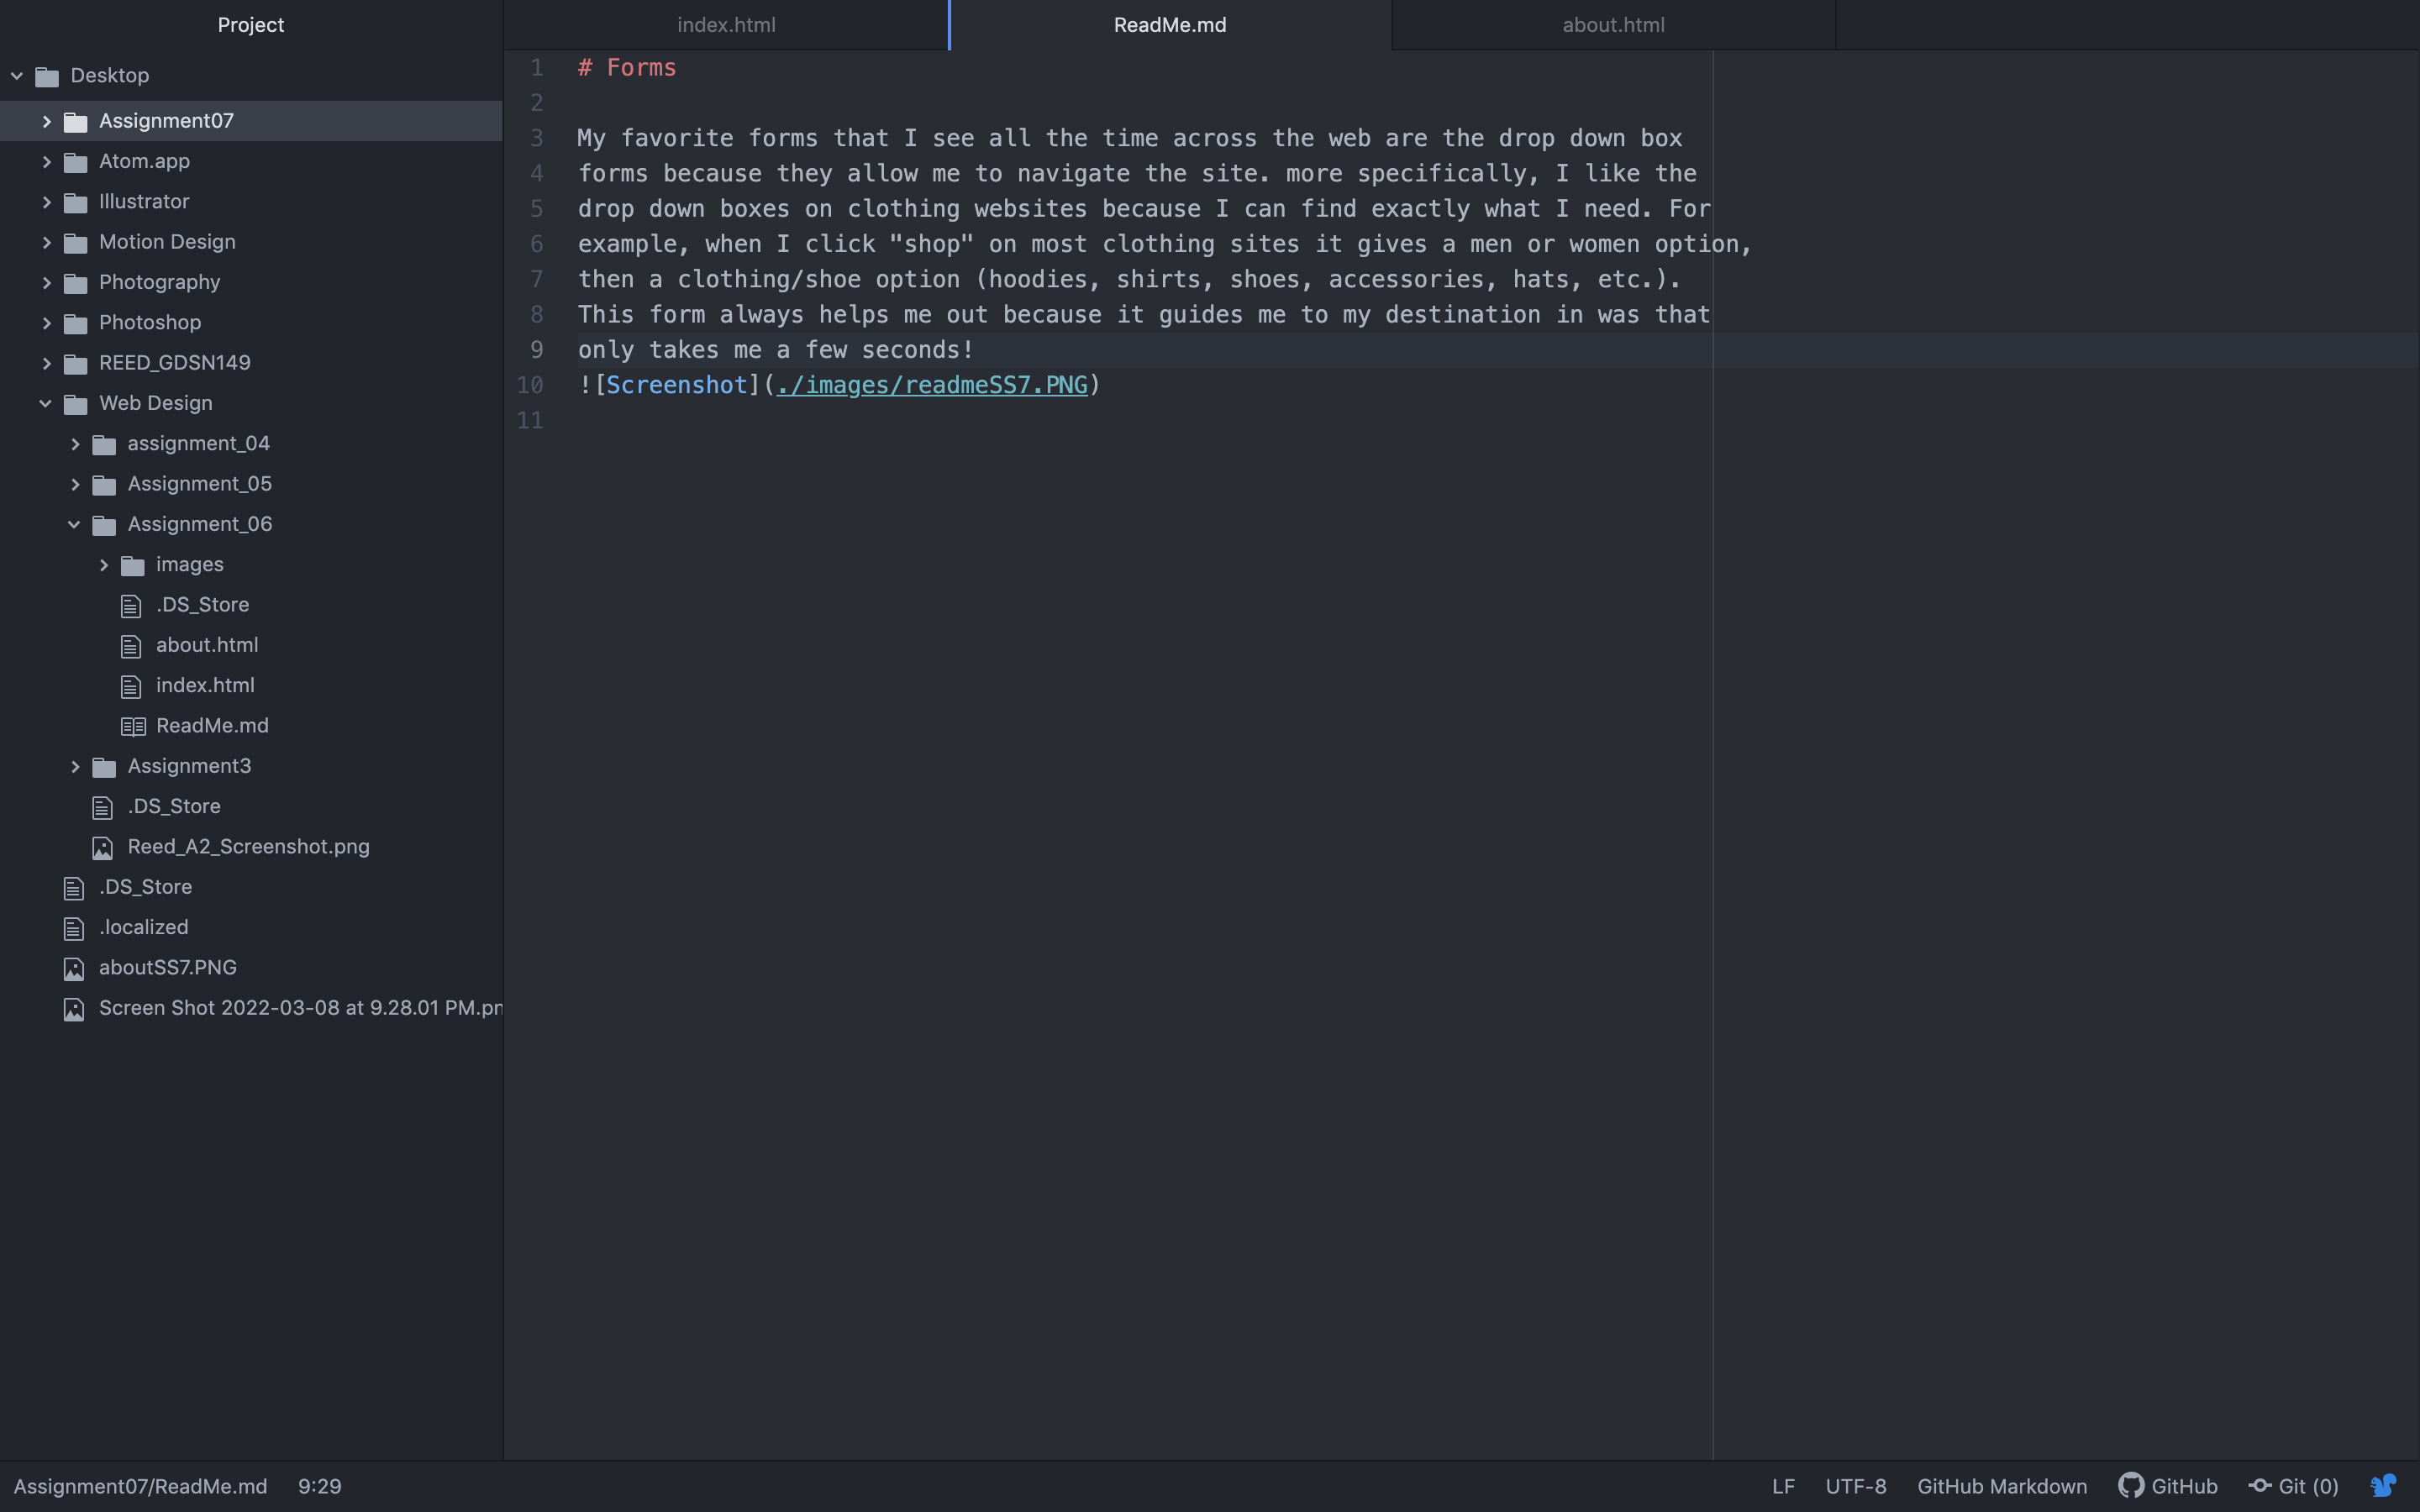 Project
index.html
ReadMe.md
about.html
Desktop
Assignment07
Atom.app
Illustrator
Motion Design
Photography
Photoshop
REED_GDSN149
Web Design
assignment_04
Assignment_05
Assignment_06
images
.DS_Store
about.html
index.html
ReadMe.md
Assignment3
.DS_Store
Reed_A2_Screenshot.png
.DS_Store
.localized
aboutSS7.PNG
Screen Shot 2022-03-08 at 9.28.01 PM.pn
1 # Forms
2
3 My favorite forms that I see all the time across the web are the drop down box
4 forms because they allow me to navigate the site. more specifically, I like the
5 drop down boxes on clothing websites because I can find exactly what I need. For
6 example, when I click "shop" on most clothing sites it gives a men or women option,
7 then a clothing/shoe option (hoodies, shirts, shoes, accessories, hats, etc.).
8 This form always helps me out because it guides me to my destination in was that
9 only takes me a few seconds!
10 ![Screenshot](./images/readmeSS7.PNG)
11
Assignment07/ReadMe.md 9:29
LF UTF-8 GitHub Markdown GitHub Git (0)